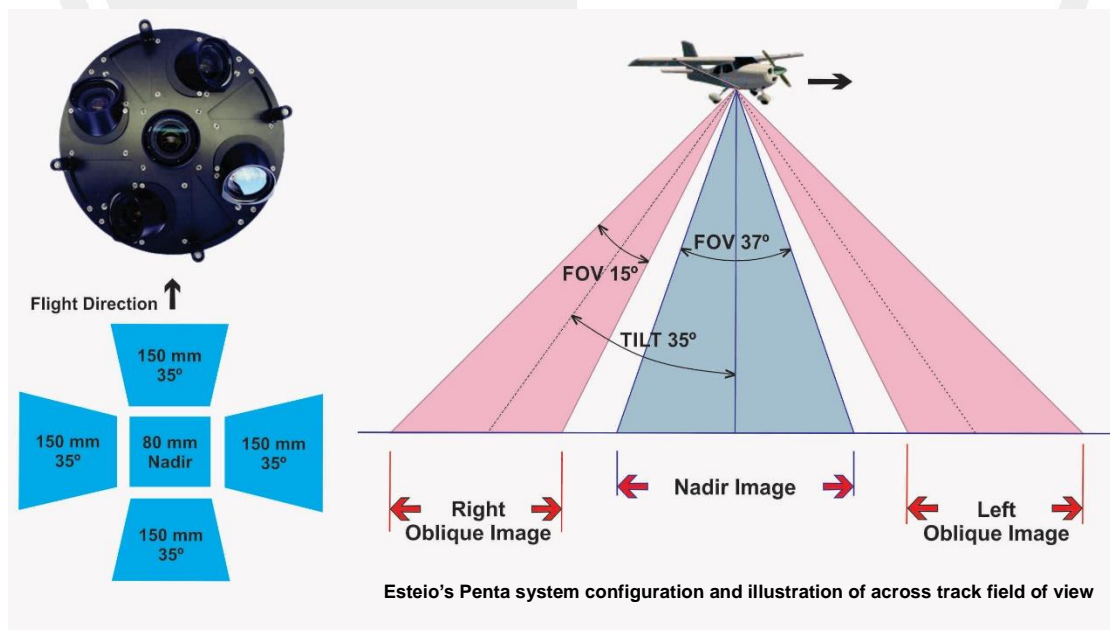 Flight Direction
150 mm
35º
150 mm
35º
80 mm
Nadir
150 mm
35º
150 mm
35º
FOV 15º
FOV 37º
TILT 35º
Right
Oblique Image
Nadir Image
Left
Oblique Image
Esteio’s Penta system configuration and illustration of across track field of view